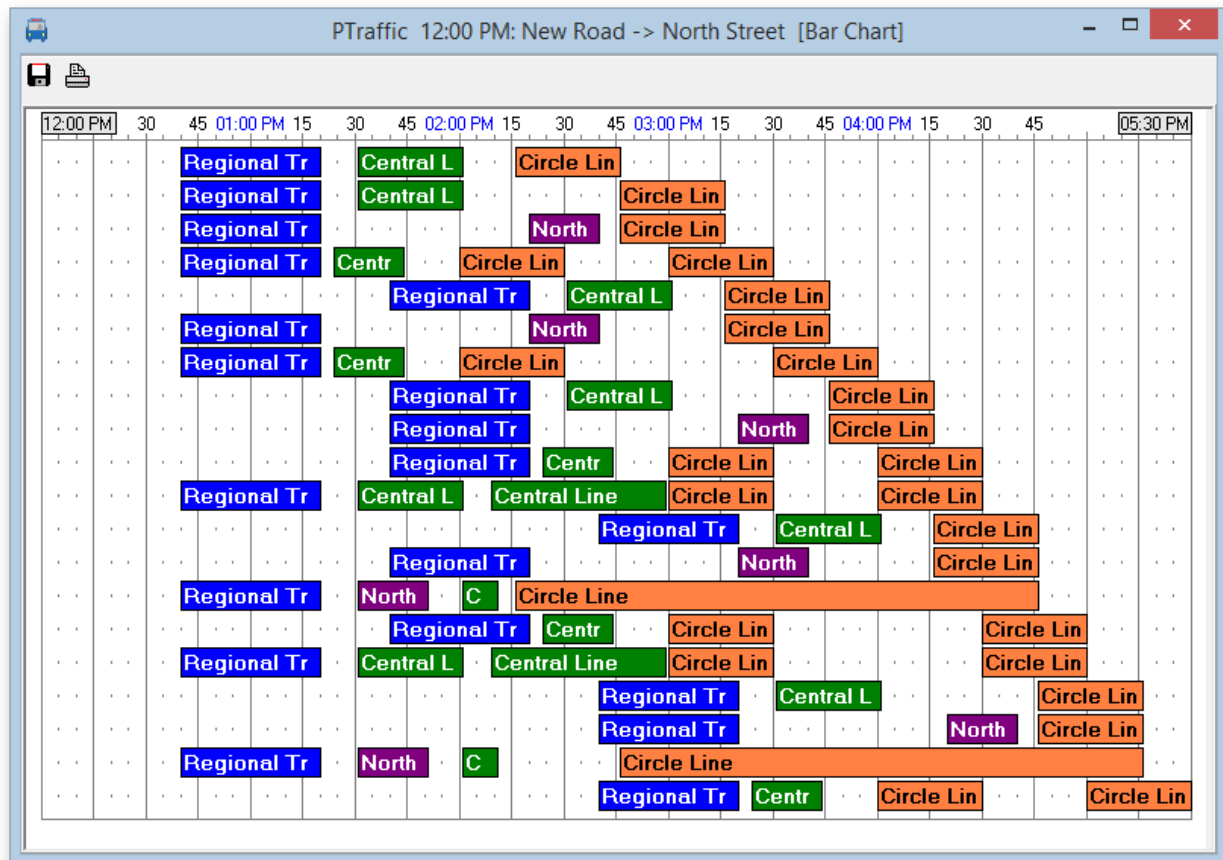 PTraffic 12:00 PM: New Road -> North Street [Bar Chart]
12:00 PM 30 45 01:00 PM 15 30 45 02:00 PM 15 30 45 03:00 PM 15 30 45 04:00 PM 15 30 45 05:30 PM
Regional Tr Central L Circle Lin
Regional Tr Central L Circle Lin
Regional Tr North Circle Lin
Regional Tr Centr Circle Lin Circle Lin
Regional Tr Central L Circle Lin
Regional Tr North Circle Lin
Regional Tr Centr Circle Lin Circle Lin
Regional Tr Central L Circle Lin
Regional Tr North Circle Lin
Regional Tr Centr Circle Lin Circle Lin
Regional Tr Central L Central Line Circle Lin Circle Lin
Regional Tr Central L Circle Lin
Regional Tr North Circle Lin
Regional Tr North C Circle Line
Regional Tr Centr Circle Lin Circle Lin
Regional Tr Central L Central Line Circle Lin Circle Lin
Regional Tr Central L Circle Lin
Regional Tr North Circle Lin
Regional Tr North C Circle Line
Regional Tr Centr Circle Lin Circle Lin